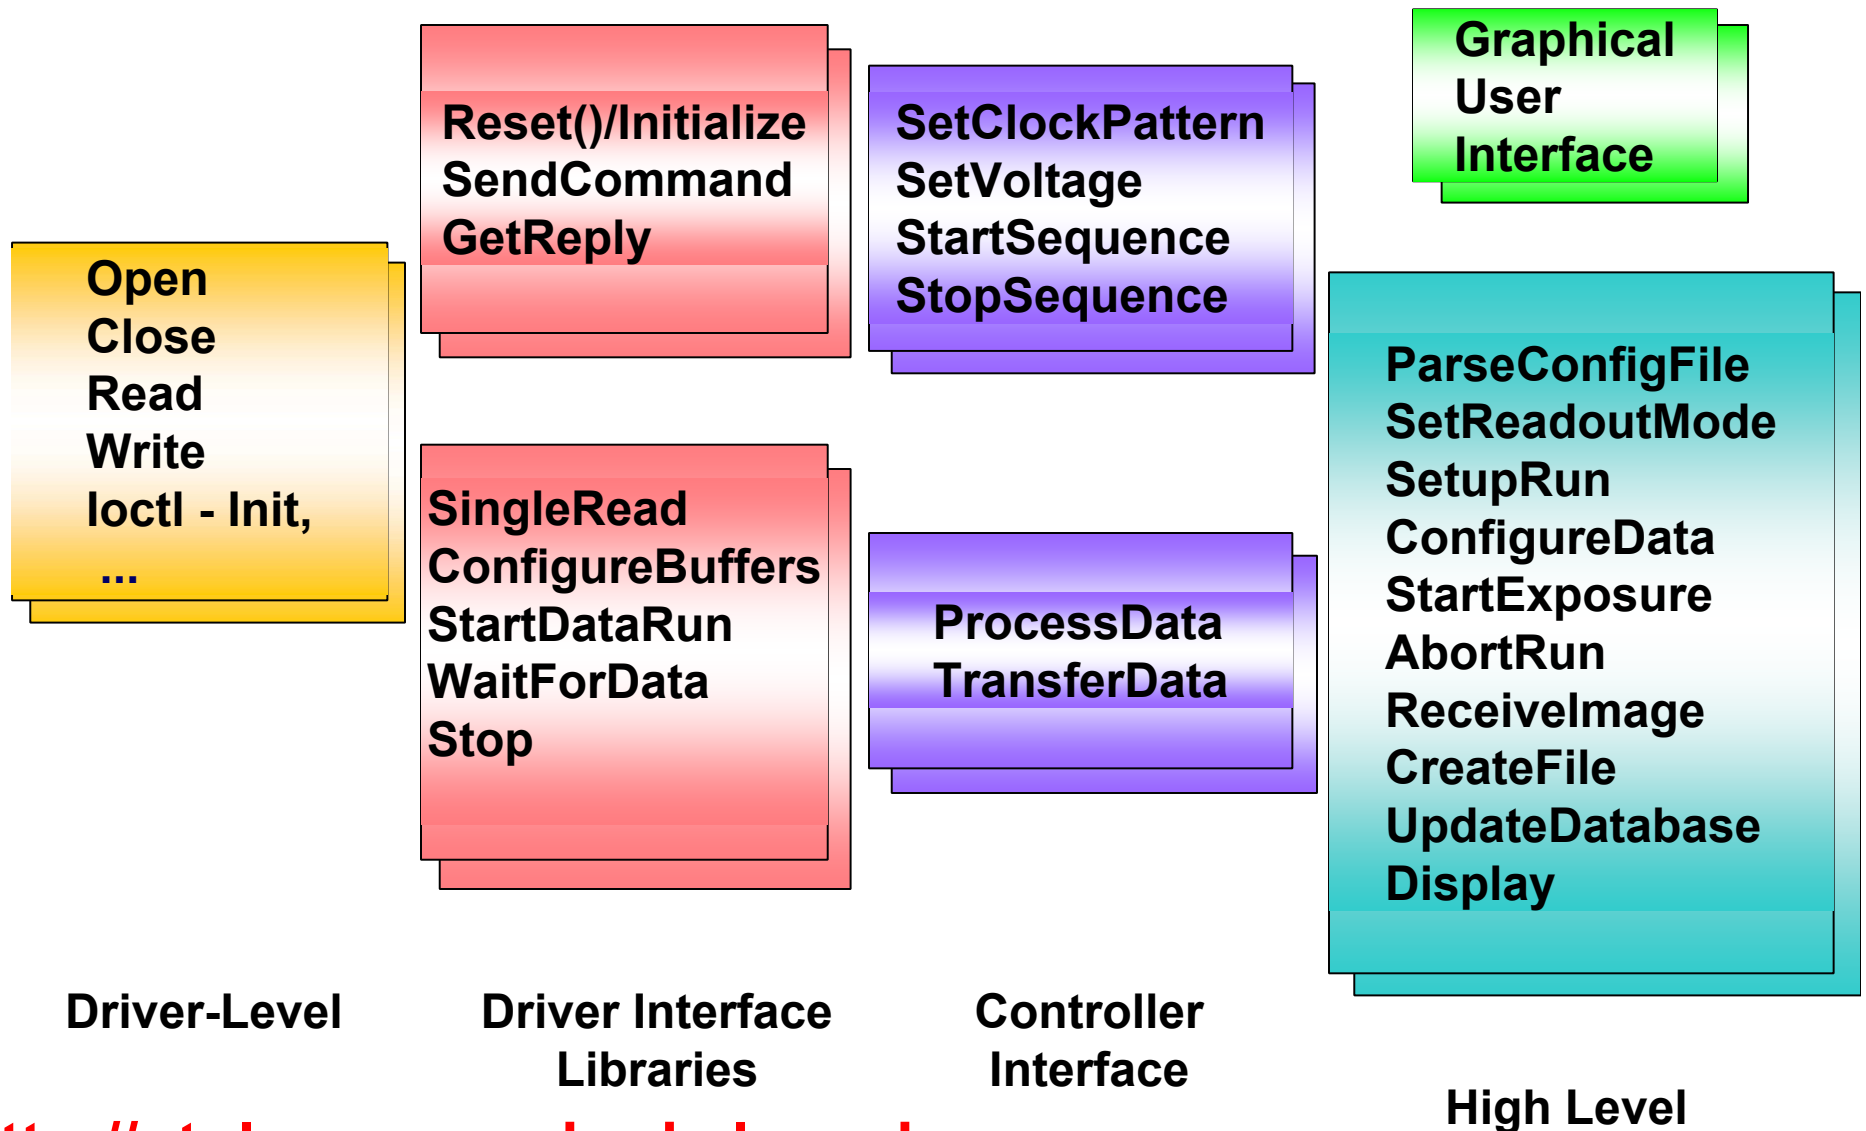 Open
Close
Read
Write
Ioctl - Init,
...
Reset()/Initialize
SendCommand
GetReply
SingleRead
ConfigureBuffers
StartDataRun
WaitForData
Stop
SetClockPattern
SetVoltage
StartSequence
StopSequence
ProcessData
TransferData
Graphical
User
Interface
ParseConfigFile
SetReadoutMode
SetupRun
ConfigureData
StartExposure
AbortRun
ReceiveImage
CreateFile
UpdateDatabase
Display
Driver-Level
Driver Interface
Libraries
Controller
Interface
High Level